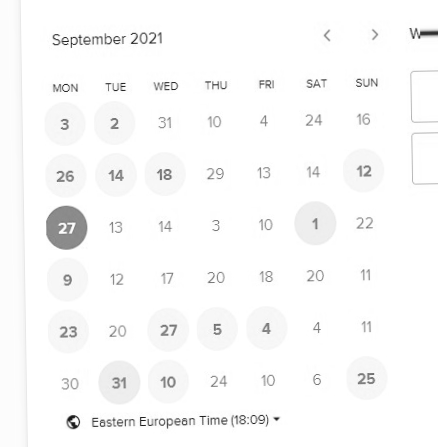 September 2021
MON TUE WED THU FRI SAT SUN
3 2 31 10 4 24 16
26 14 18 29 13 14 12
27 13 14 3 10 1 22
9 12 17 20 18 20 11
23 20 27 5 4 4 11
30 31 10 24 10 6 25
Eastern European Time (18:09)